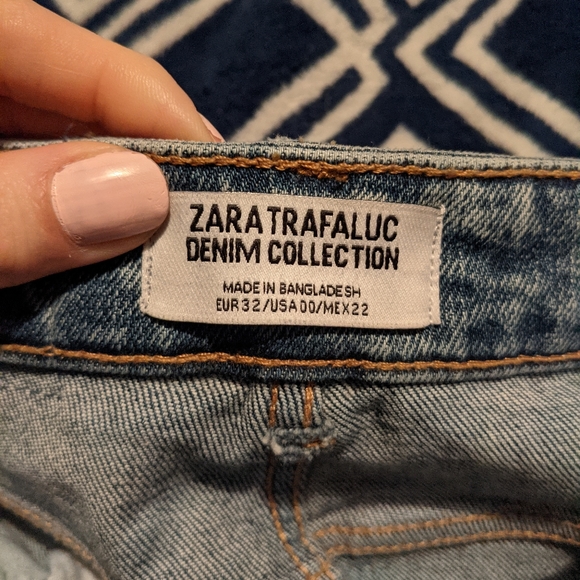 ZARA TRAFALUC
DENIM COLLECTION
MADE IN BANGLADESH
EUR 32/USA 00/MEX 22